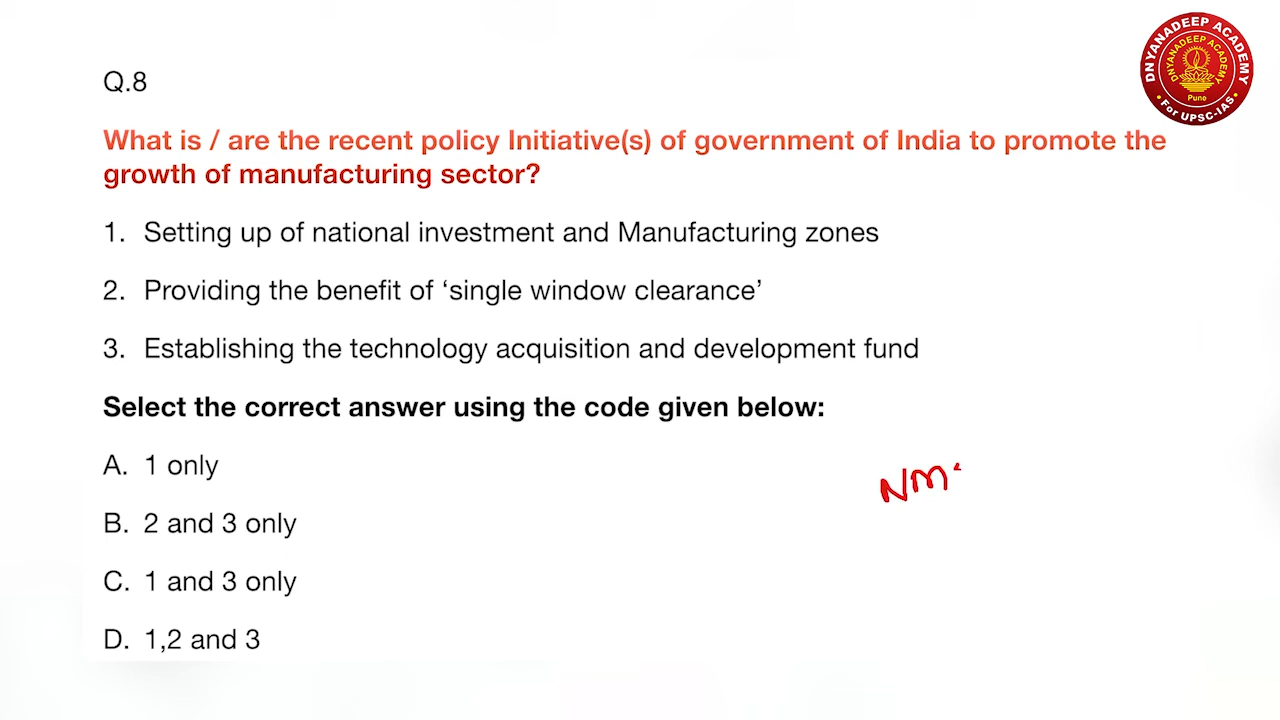 DNYANADEEP ACADEMY
DNYANADEEP ACADEMY
Pune
• For UPSC-IAS •
Q.8
What is / are the recent policy Initiative(s) of government of India to promote the
growth of manufacturing sector?
1. Setting up of national investment and Manufacturing zones
2. Providing the benefit of ‘single window clearance’
3. Establishing the technology acquisition and development fund
Select the correct answer using the code given below:
A. 1 only
NM
B. 2 and 3 only
C. 1 and 3 only
D. 1,2 and 3